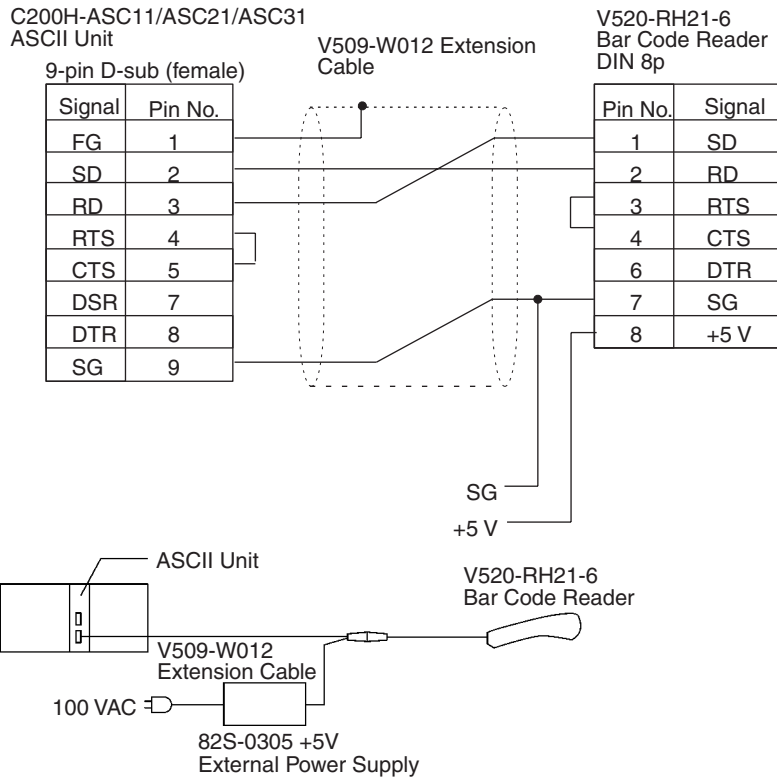 C200H-ASC11/ASC21/ASC31
ASCII Unit
9-pin D-sub (female)
V509-W012 Extension
Cable
V520-RH21-6
Bar Code Reader
DIN 8p
Signal Pin No.
FG 1
SD 2
RD 3
RTS 4
CTS 5
DSR 7
DTR 8
SG 9
Pin No. Signal
1 SD
2 RD
3 RTS
4 CTS
6 DTR
7 SG
8 +5 V
SG
+5 V
ASCII Unit
V520-RH21-6
Bar Code Reader
V509-W012
Extension Cable
100 VAC
82S-0305 +5V
External Power Supply